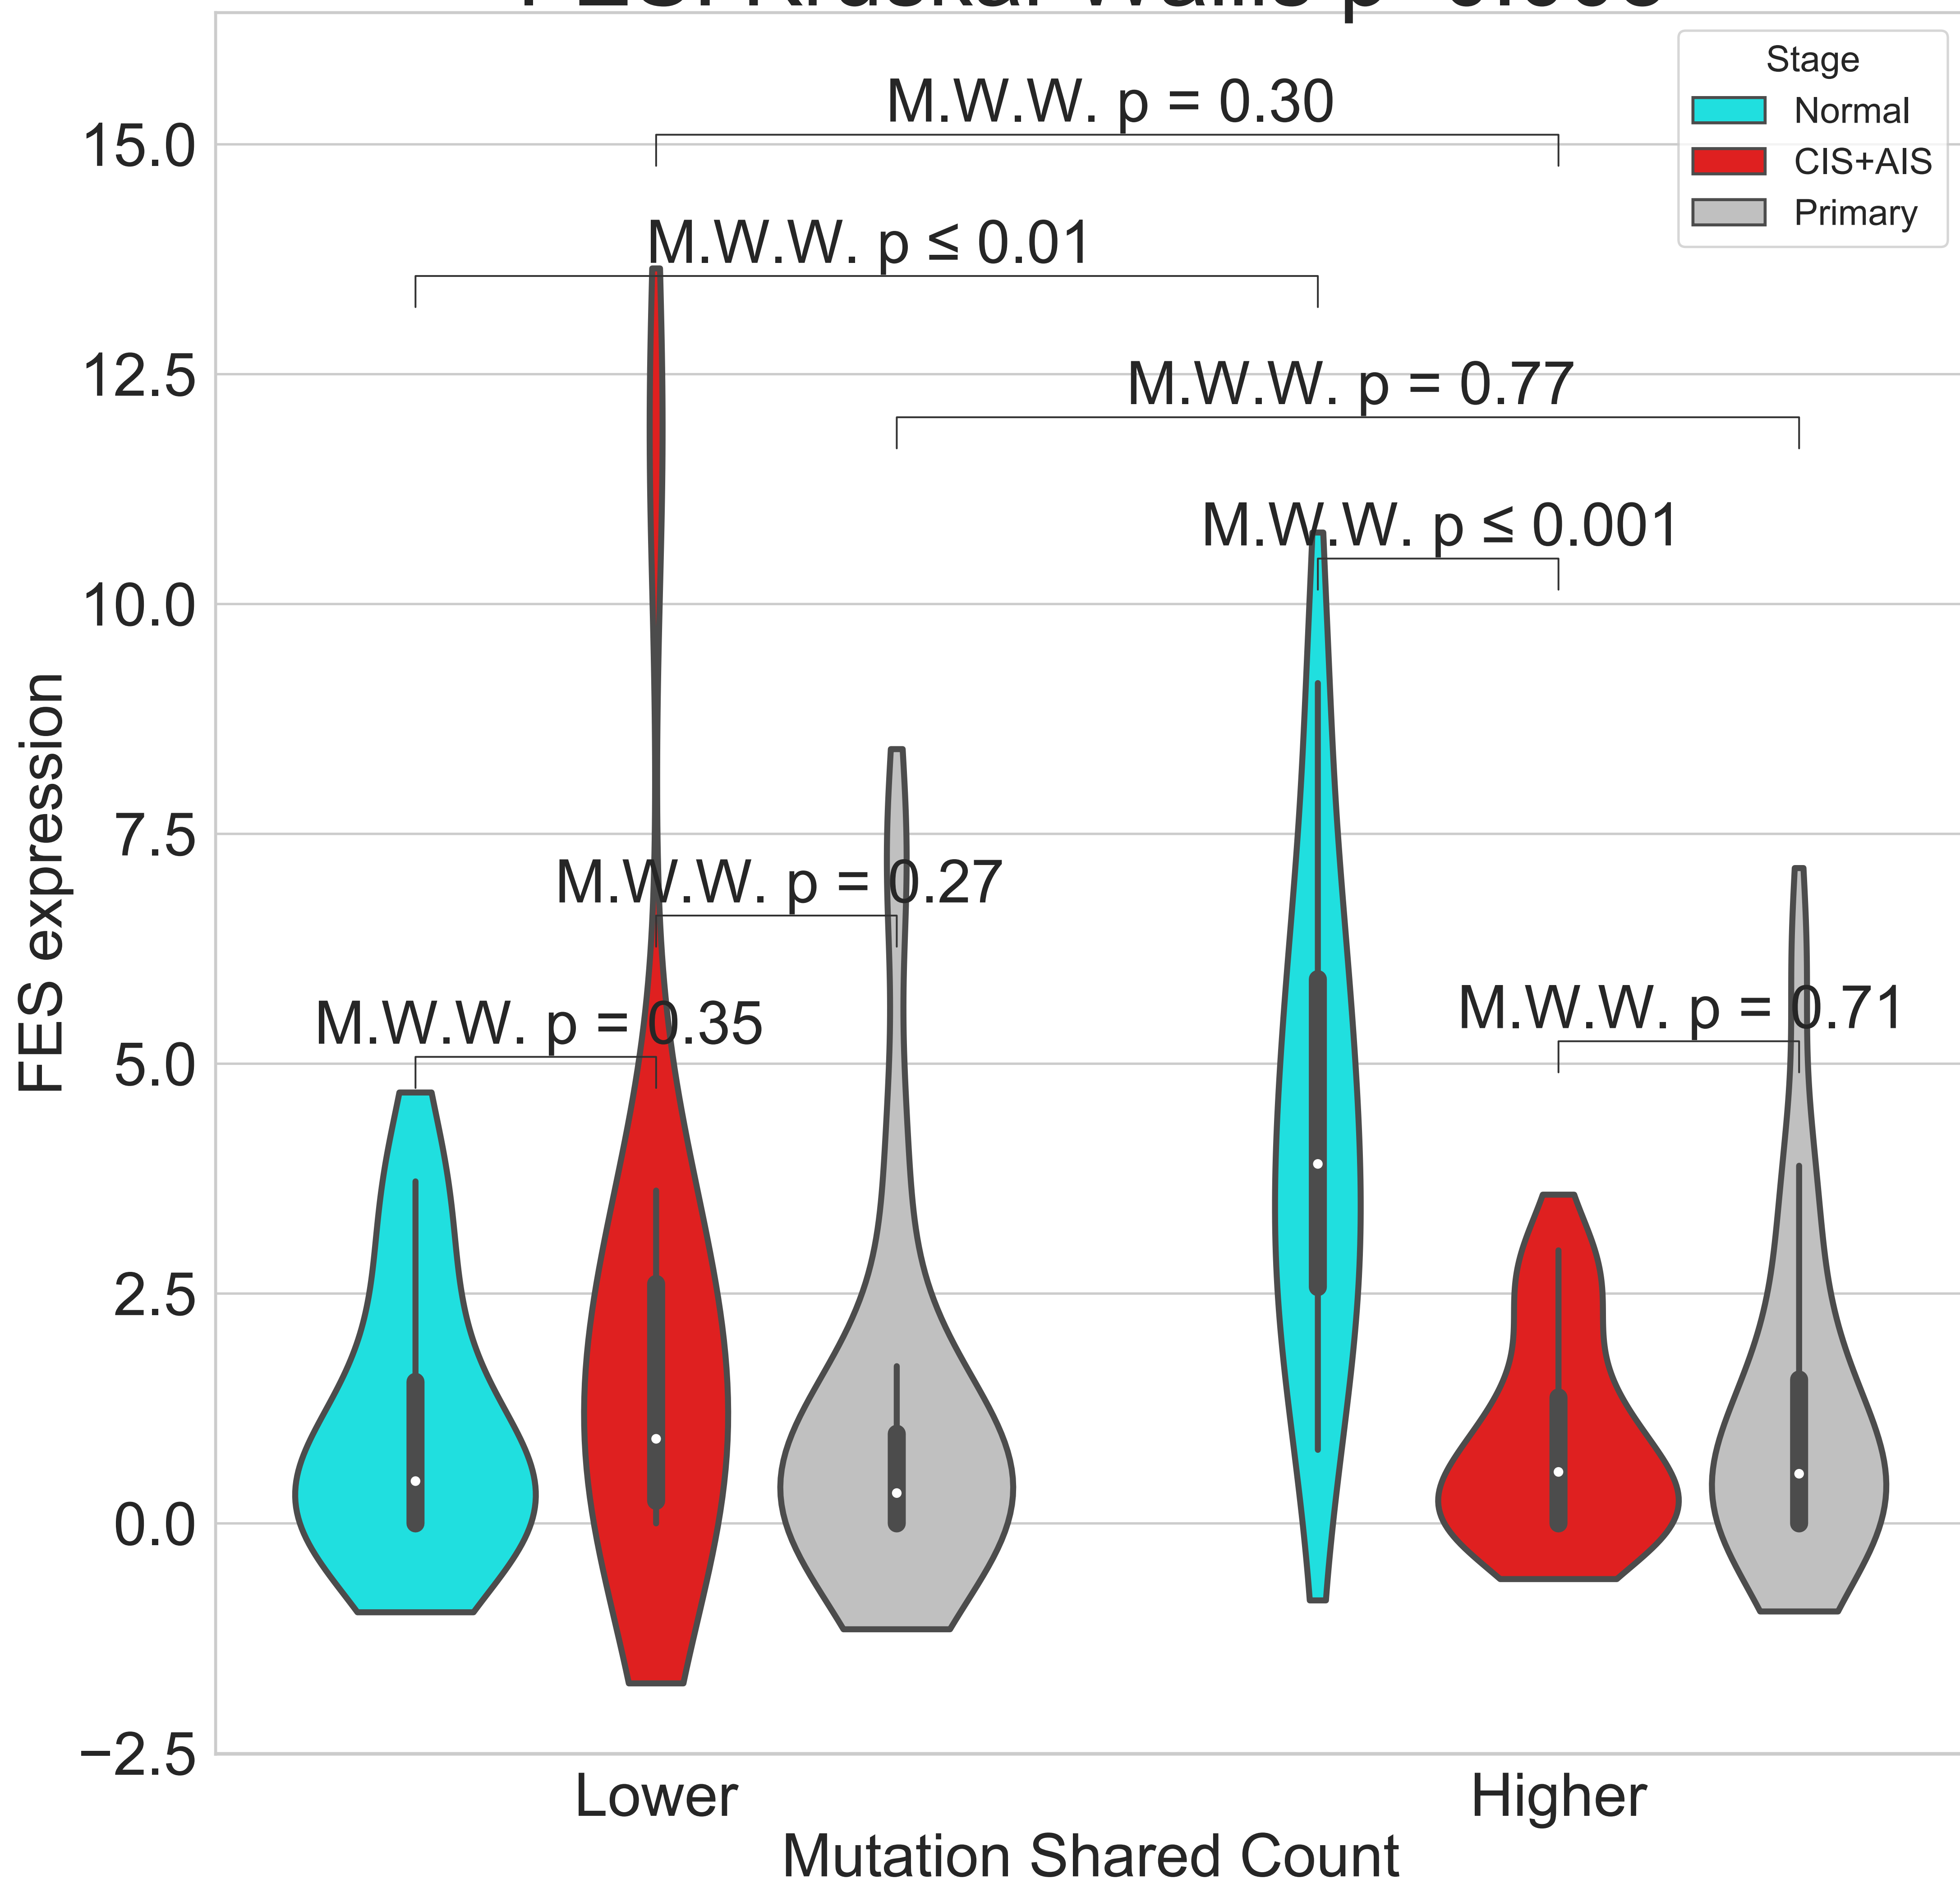 Stage
Normal
CIS+AIS
Primary
M.W.W. p = 0.30
M.W.W. p ≤ 0.01
M.W.W. p = 0.77
M.W.W. p ≤ 0.001
M.W.W. p = 0.27
M.W.W. p = 0.35
M.W.W. p = 0.71
15.0
12.5
10.0
7.5
5.0
2.5
0.0
−2.5
FES expression
Lower
Higher
Mutation Shared Count